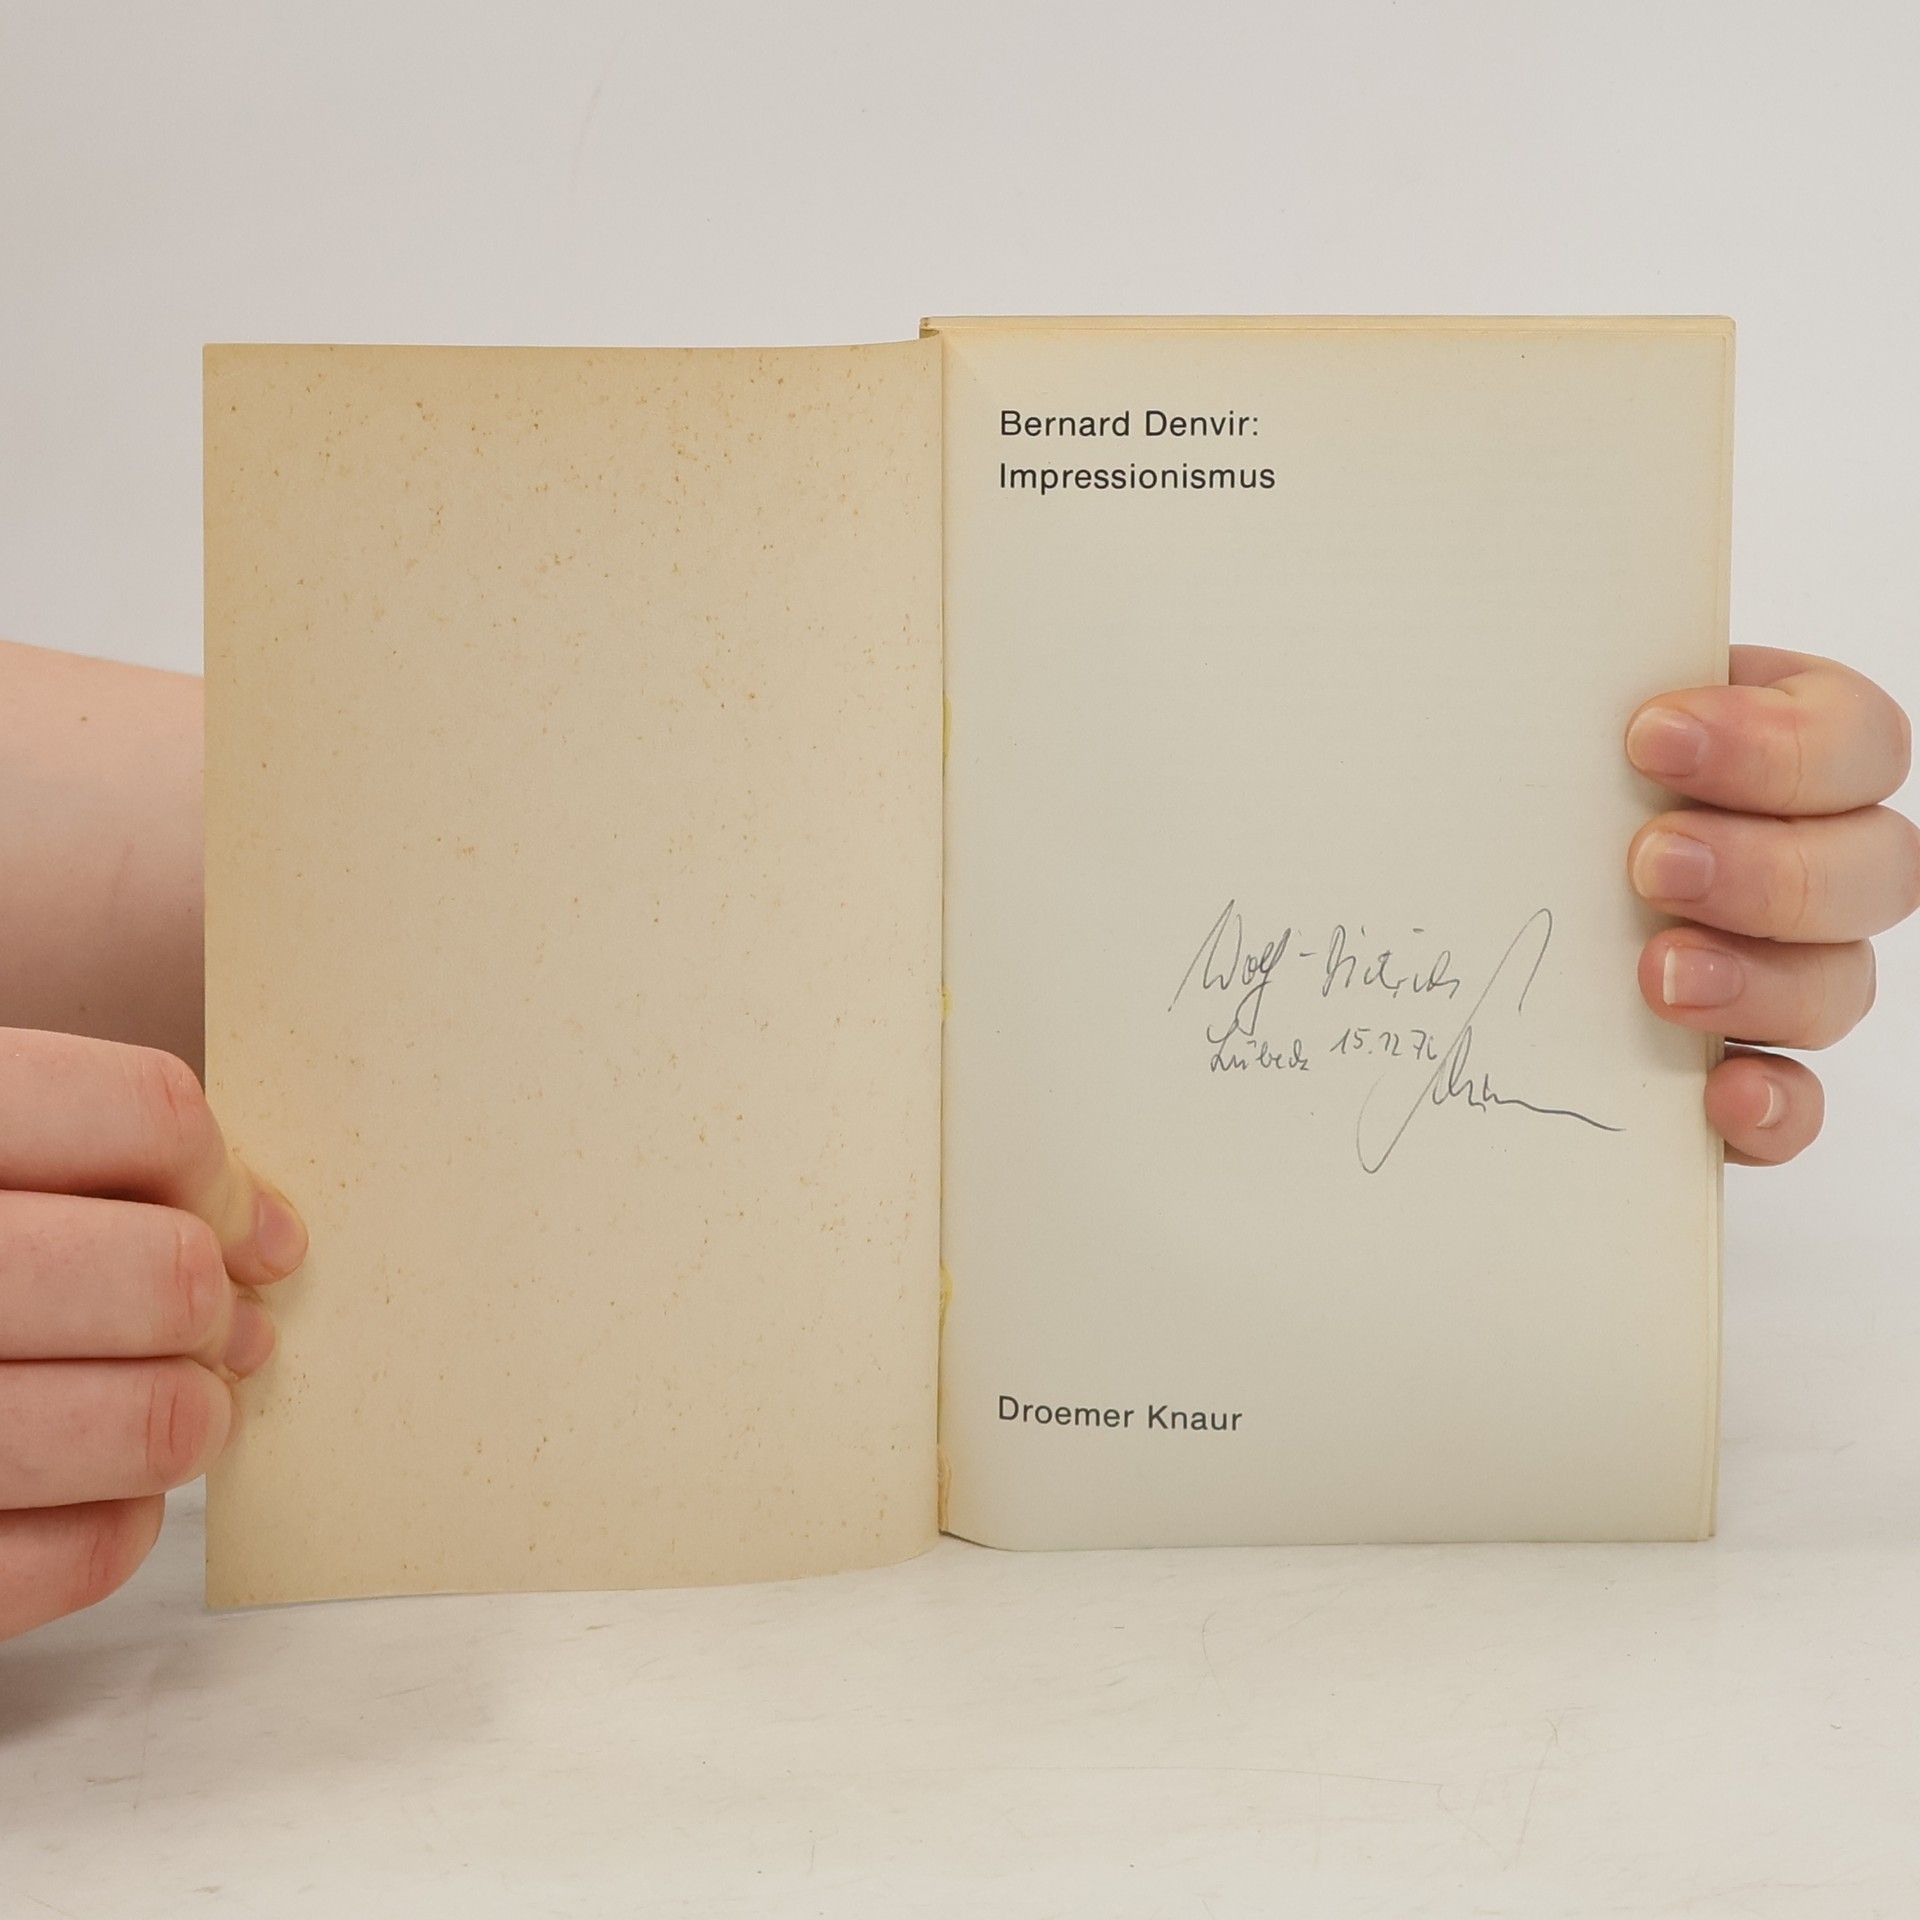 Bernard Denvir:
Impressionismus
Wolf-Dietrich
Lübeck 15.12.76
Droemer Knaur